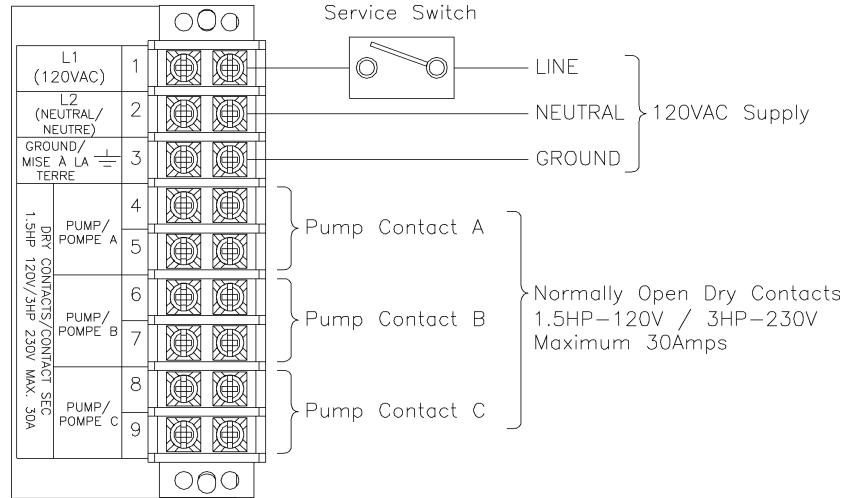 Service Switch
L1
(120VAC)
1
LINE
L2
(NEUTRAL/
NEUTRE)
2
NEUTRAL
120VAC Supply
GROUND/
MISE À LA
TERRE
3
GROUND
DRY CONTACTS/CONTACT SEC
1.5HP 120V/3HP 230V MAX. 30A
PUMP/
POMPE A
4
5
Pump Contact A
PUMP/
POMPE B
6
7
Pump Contact B
PUMP/
POMPE C
8
9
Pump Contact C
Normally Open Dry Contacts
1.5HP-120V / 3HP-230V
Maximum 30Amps